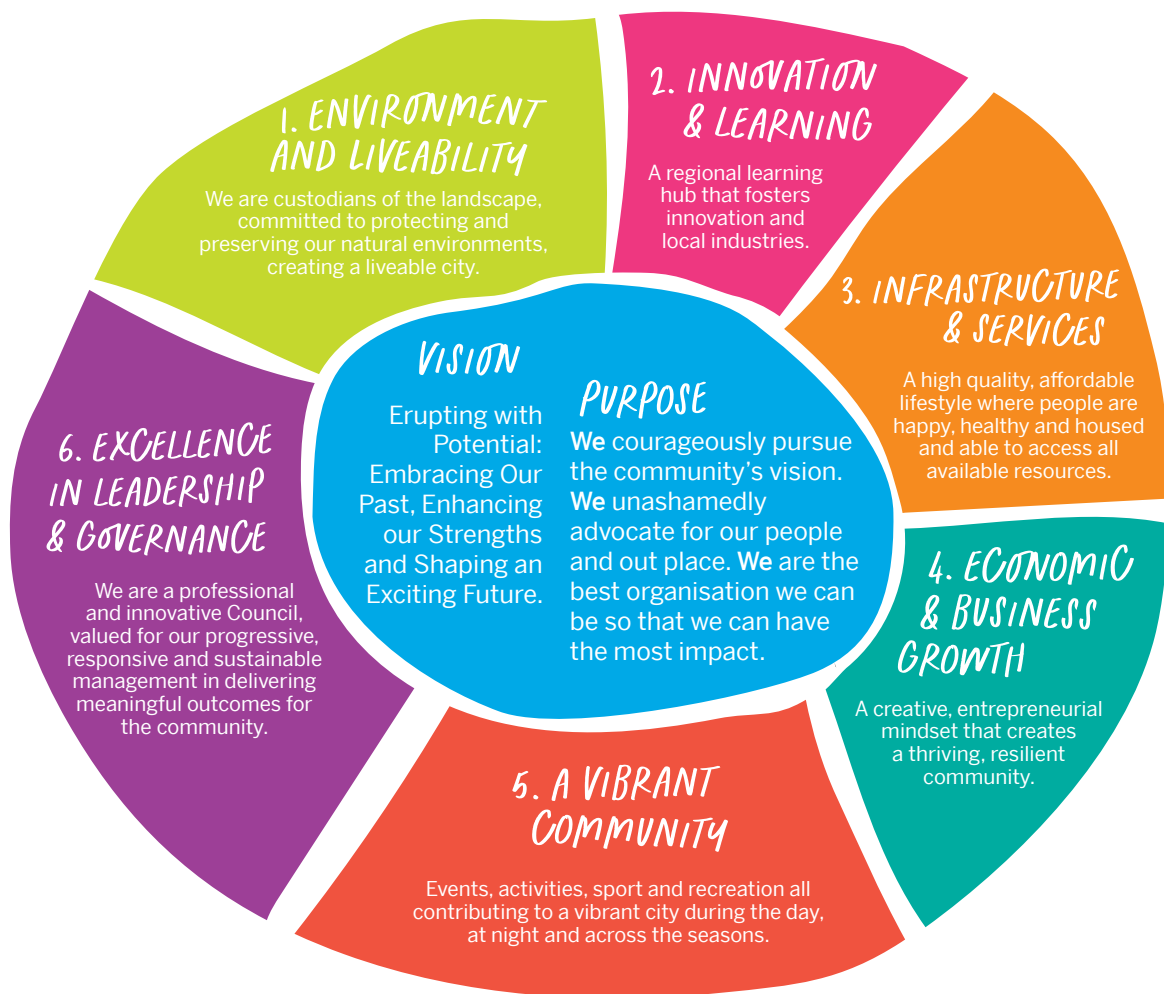 1. ENVIRONMENT
AND LIVEABILITY
We are custodians of the landscape,
committed to protecting and
preserving our natural environments,
creating a liveable city.
2. INNOVATION
& LEARNING
A regional learning
hub that fosters
innovation and
local industries.
3. INFRASTRUCTURE
& SERVICES
A high quality, affordable
lifestyle where people are
happy, healthy and housed
and able to access all
available resources.
4. ECONOMIC
& BUSINESS
GROWTH
A creative, entrepreneurial
mindset that creates
a thriving, resilient
community.
5. A VIBRANT
COMMUNITY
Events, activities, sport and recreation all
contributing to a vibrant city during the day,
at night and across the seasons.
6. EXCELLENCE
IN LEADERSHIP
& GOVERNANCE
We are a professional
and innovative Council,
valued for our progressive,
responsive and sustainable
management in delivering
meaningful outcomes for
the community.
VISION
Erupting with
Potential:
Embracing Our
Past, Enhancing
our Strengths
and Shaping an
Exciting Future.
PURPOSE
We courageously pursue
the community's vision.
We unashamedly
advocate for our people
and out place. We are the
best organisation we can
be so that we can have
the most impact.